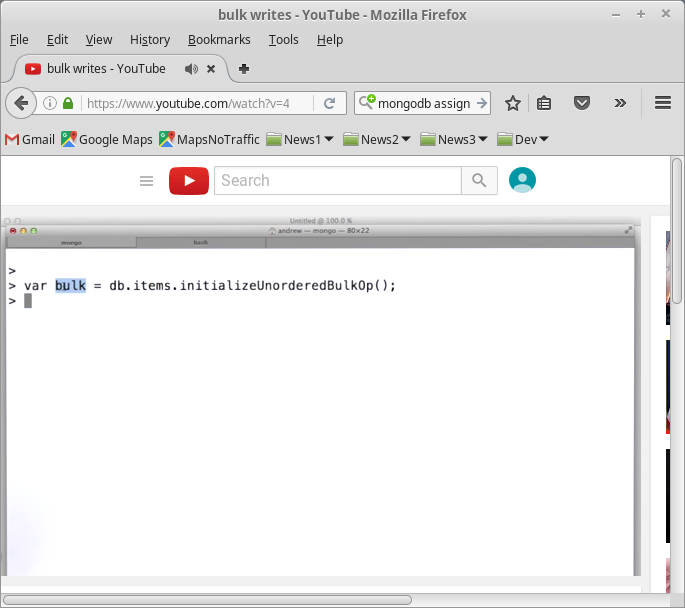 bulk writes - YouTube - Mozilla Firefox
File Edit View History Bookmarks Tools Help
bulk writes - YouTube
https://www.youtube.com/watch?v=4
mongodb assign
Gmail Google Maps MapsNoTraffic News1 News2 News3 Dev
Search
Untitled @ 100.0 %
andrew — mongo — 80×22
mongo bash
>
> var bulk = db.items.initializeUnorderedBulkOp();
>